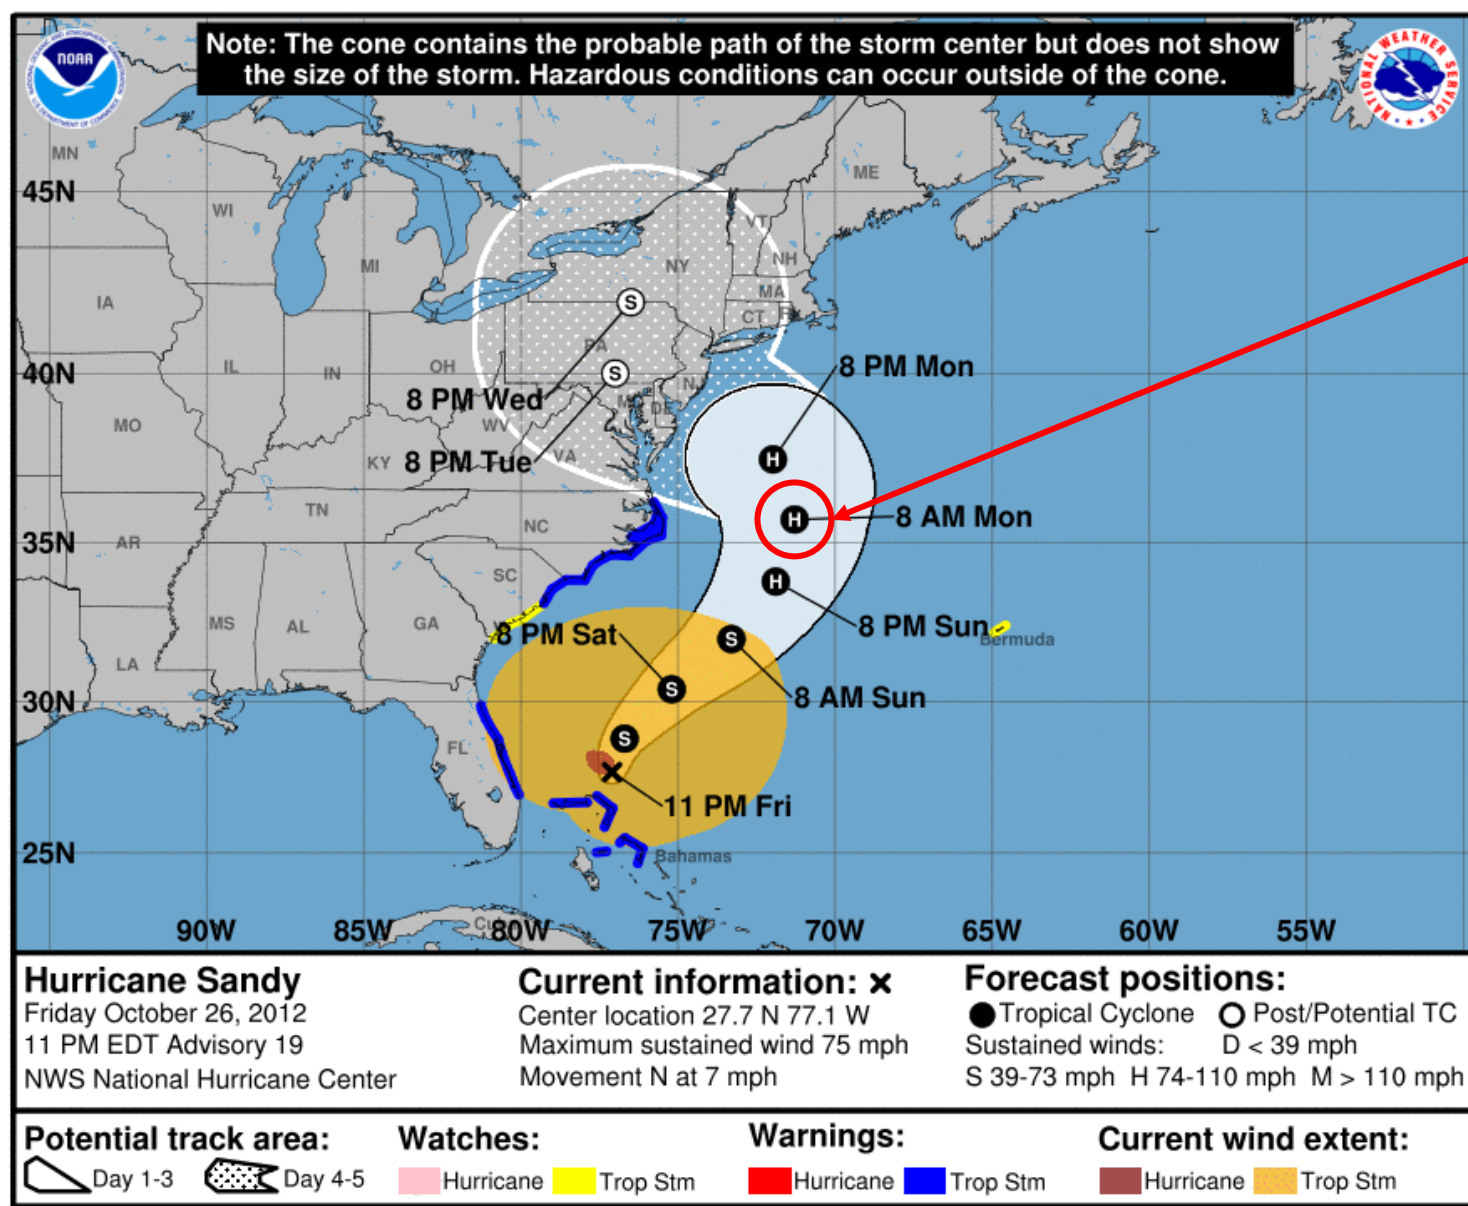 Note: The cone contains the probable path of the storm center but does not show
the size of the storm. Hazardous conditions can occur outside of the cone.
NOAA
NATIONAL WEATHER SERVICE
MN
ME
45N
WI
VT
MI
NY
NH
IA
MA
CT
S
8 PM Mon
PA
40N
IL
IN
OH
S
NJ
8 PM Wed
MD
DE
MO
WV
8 PM Tue
KY
VA
H
TN
NC
H
8 AM Mon
AR
35N
SC
H
MS
AL
GA
8 PM Sun
8 PM Sat
S
Bermuda
LA
S
8 AM Sun
30N
FL
S
11 PM Fri
25N
Bahamas
90W
85W
80W
75W
70W
65W
60W
55W
Hurricane Sandy
Friday October 26, 2012
11 PM EDT Advisory 19
NWS National Hurricane Center
Current information: ×
Center location 27.7 N 77.1 W
Maximum sustained wind 75 mph
Movement N at 7 mph
Forecast positions:
Tropical Cyclone
Post/Potential TC
Sustained winds: D < 39 mph
S 39-73 mph H 74-110 mph M > 110 mph
Potential track area:
Day 1-3
Day 4-5
Watches:
Hurricane
Trop Stm
Warnings:
Hurricane
Trop Stm
Current wind extent:
Hurricane
Trop Stm